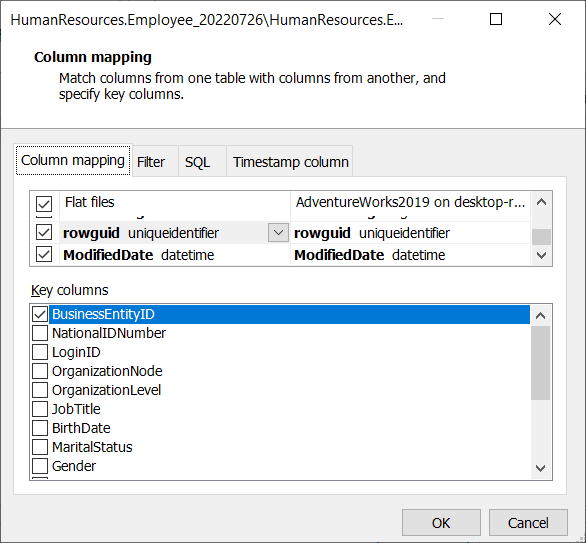 HumanResources.Employee_20220726\HumanResources.E...
Column mapping
Match columns from one table with columns from another, and
specify key columns.
Column mapping Filter SQL Timestamp column
Flat files AdventureWorks2019 on desktop-r...
rowguid uniqueidentifier rowguid uniqueidentifier
ModifiedDate datetime ModifiedDate datetime
Key columns
BusinessEntityID
NationalIDNumber
LoginID
OrganizationNode
OrganizationLevel
JobTitle
BirthDate
MaritalStatus
Gender
OK Cancel